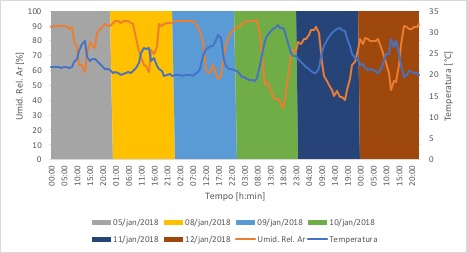 100 35
90 30
80
70 25
60 20
50
40 15
30 10
20
10 5
0 0
Umid. Rel. Ar [%]
Temperatura [°C]
00:00 05:00 10:00 15:00 20:00 01:00 06:00 11:00 16:00 21:00 02:00 07:00 12:00 17:00 22:00 03:00 08:00 13:00 18:00 23:00 04:00 09:00 14:00 19:00 00:00 05:00 10:00 15:00 20:00
Tempo [h:min]
05/jan/2018 08/jan/2018 09/jan/2018 10/jan/2018
11/jan/2018 12/jan/2018 Umid. Rel. Ar Temperatura